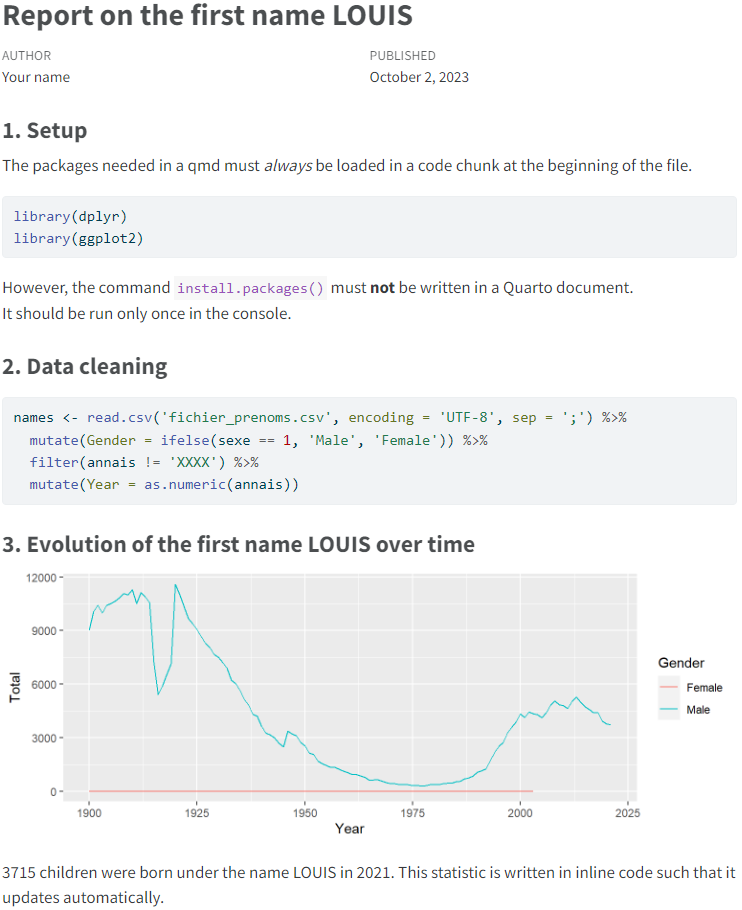 Report on the first name LOUIS
AUTHOR
Your name
PUBLISHED
October 2, 2023
1. Setup
The packages needed in a qmd must always be loaded in a code chunk at the beginning of the file.
library(dplyr)
library(ggplot2)
However, the command install.packages() must not be written in a Quarto document.
It should be run only once in the console.
2. Data cleaning
names <- read.csv('fichier_prenoms.csv', encoding = 'UTF-8', sep = ';') %>%
  mutate(Gender = ifelse(sexe == 1, 'Male', 'Female')) %>%
  filter(annais != 'XXXX') %>%
  mutate(Year = as.numeric(annais))
3. Evolution of the first name LOUIS over time
12000
9000
6000
3000
0
Total
1900
1925
1950
1975
2000
2025
Year
Gender
Female
Male
3715 children were born under the name LOUIS in 2021. This statistic is written in inline code such that it
updates automatically.